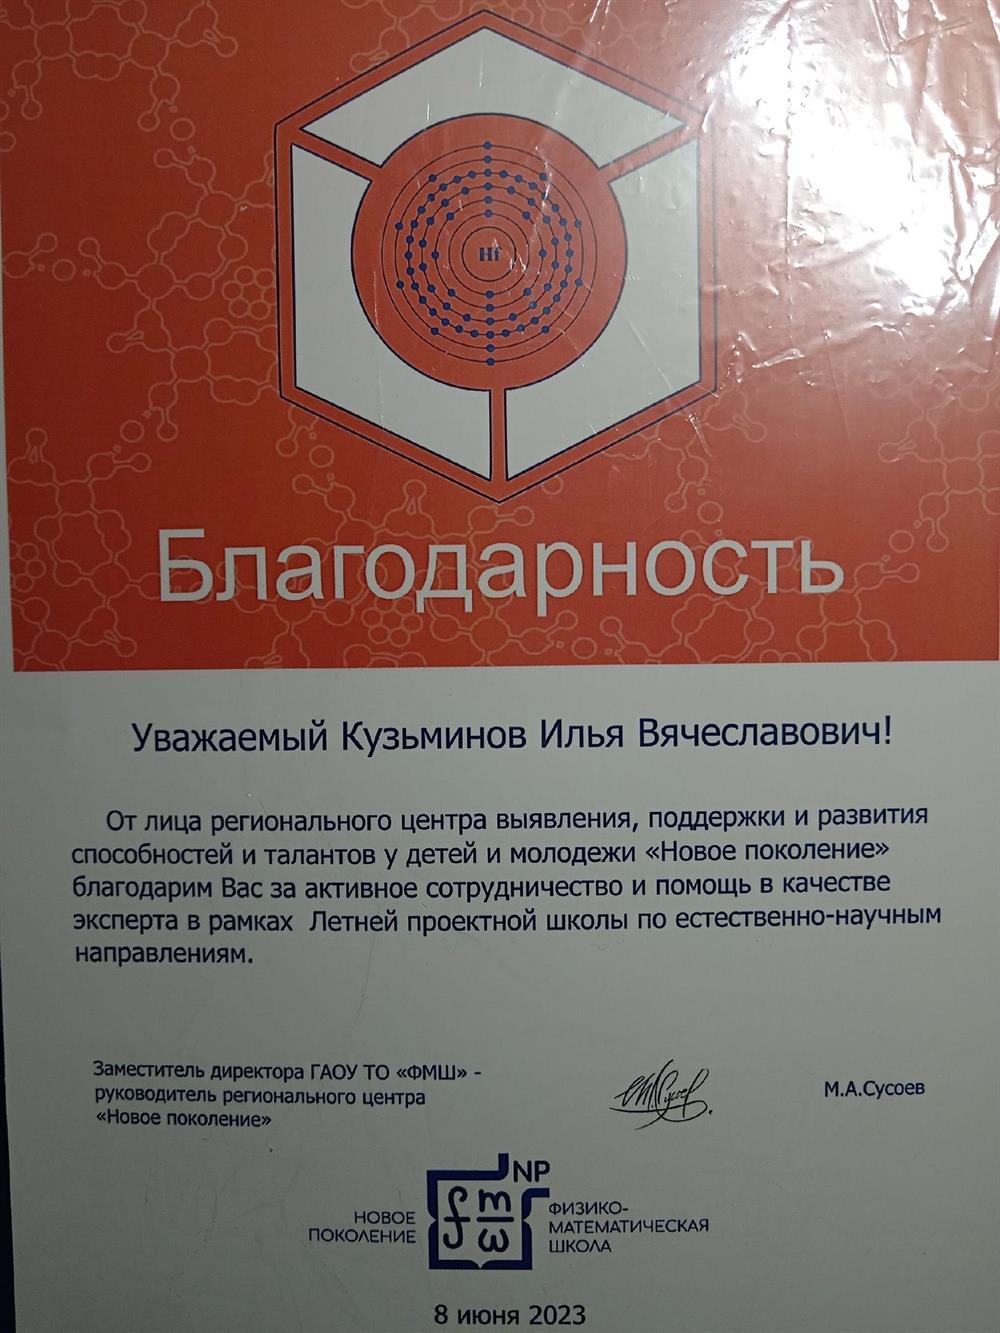 Hf
Благодарность
Уважаемый Кузьминов Илья Вячеславович!
От лица регионального центра выявления, поддержки и развития
способностей и талантов у детей и молодежи «Новое поколение»
благодарим Вас за активное сотрудничество и помощь в качестве
эксперта в рамках Летней проектной школы по естественно-научным
направлениям.
Заместитель директора ГАОУ ТО «ФМШ» -
руководитель регионального центра
«Новое поколение»
М.А.Сусоев
NP
фмш
НОВОЕ
ПОКОЛЕНИЕ
ФИЗИКО-
МАТЕМАТИЧЕСКАЯ
ШКОЛА
8 июня 2023